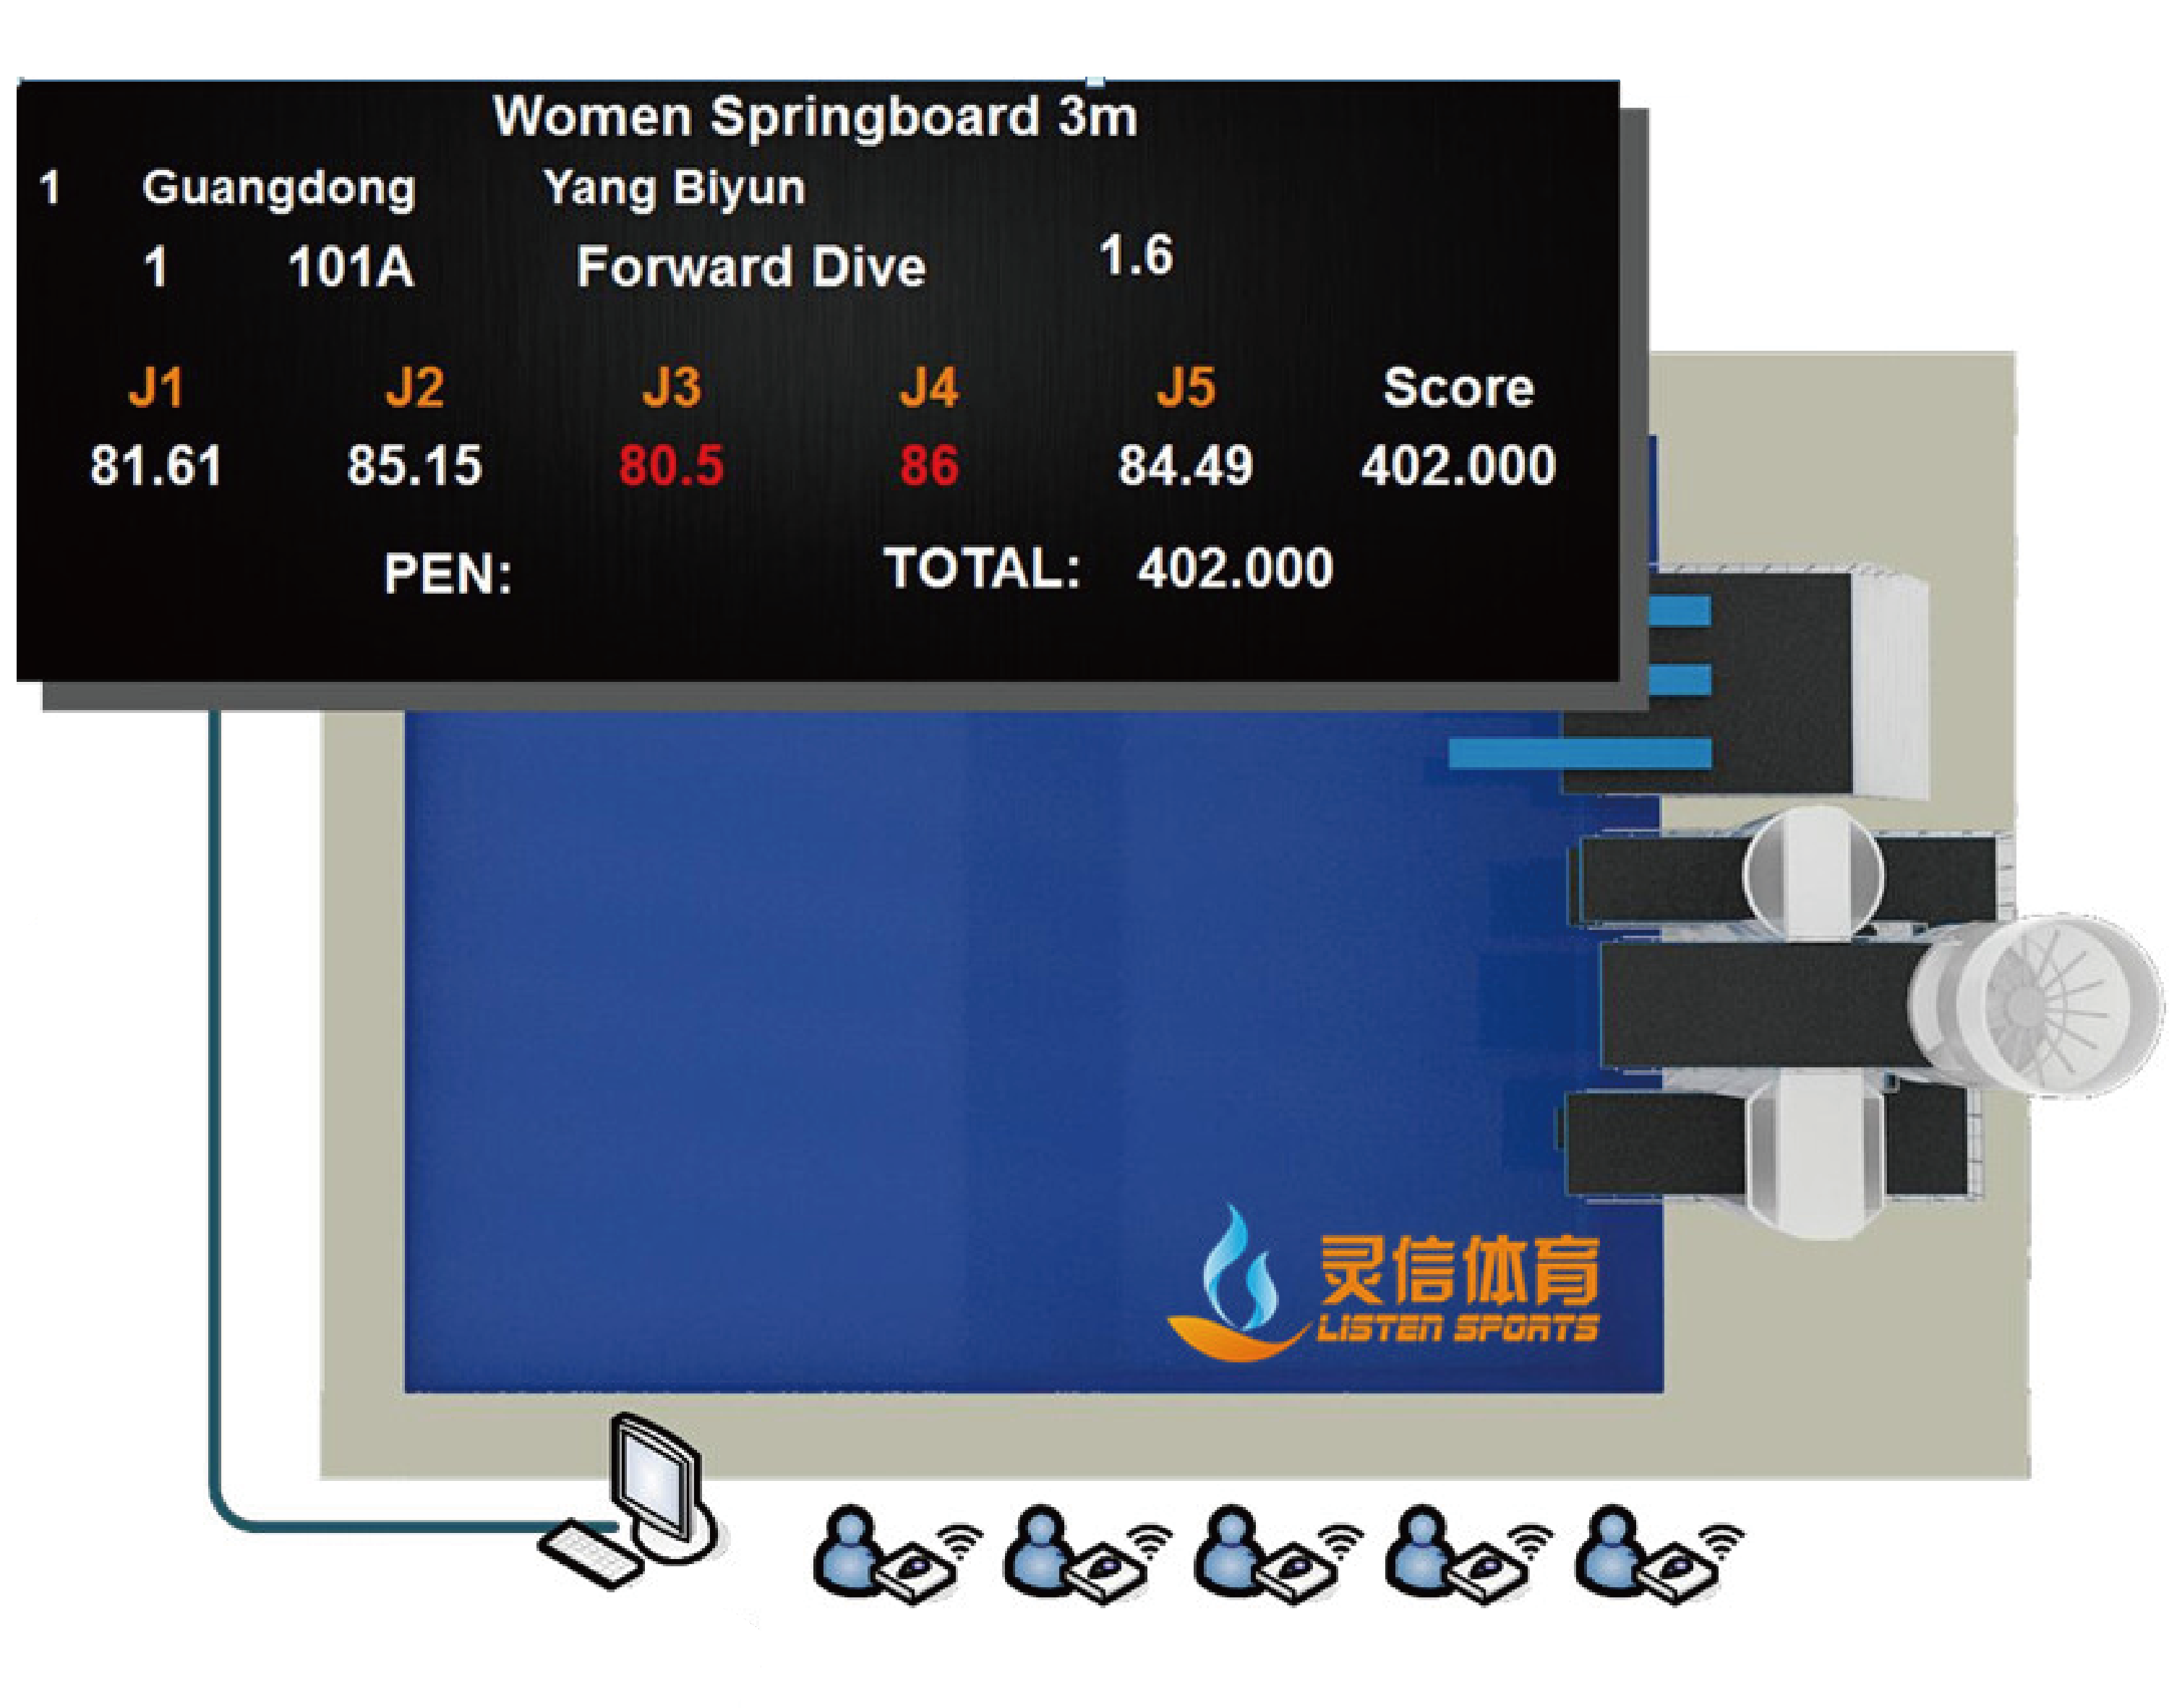 Women Springboard 3m
1 Guangdong Yang Biyun
1 101A Forward Dive 1.6
J1 J2 J3 J4 J5 Score
81.61 85.15 80.5 86 84.49 402.000
PEN: TOTAL: 402.000
灵信体育
LISTEN SPORTS